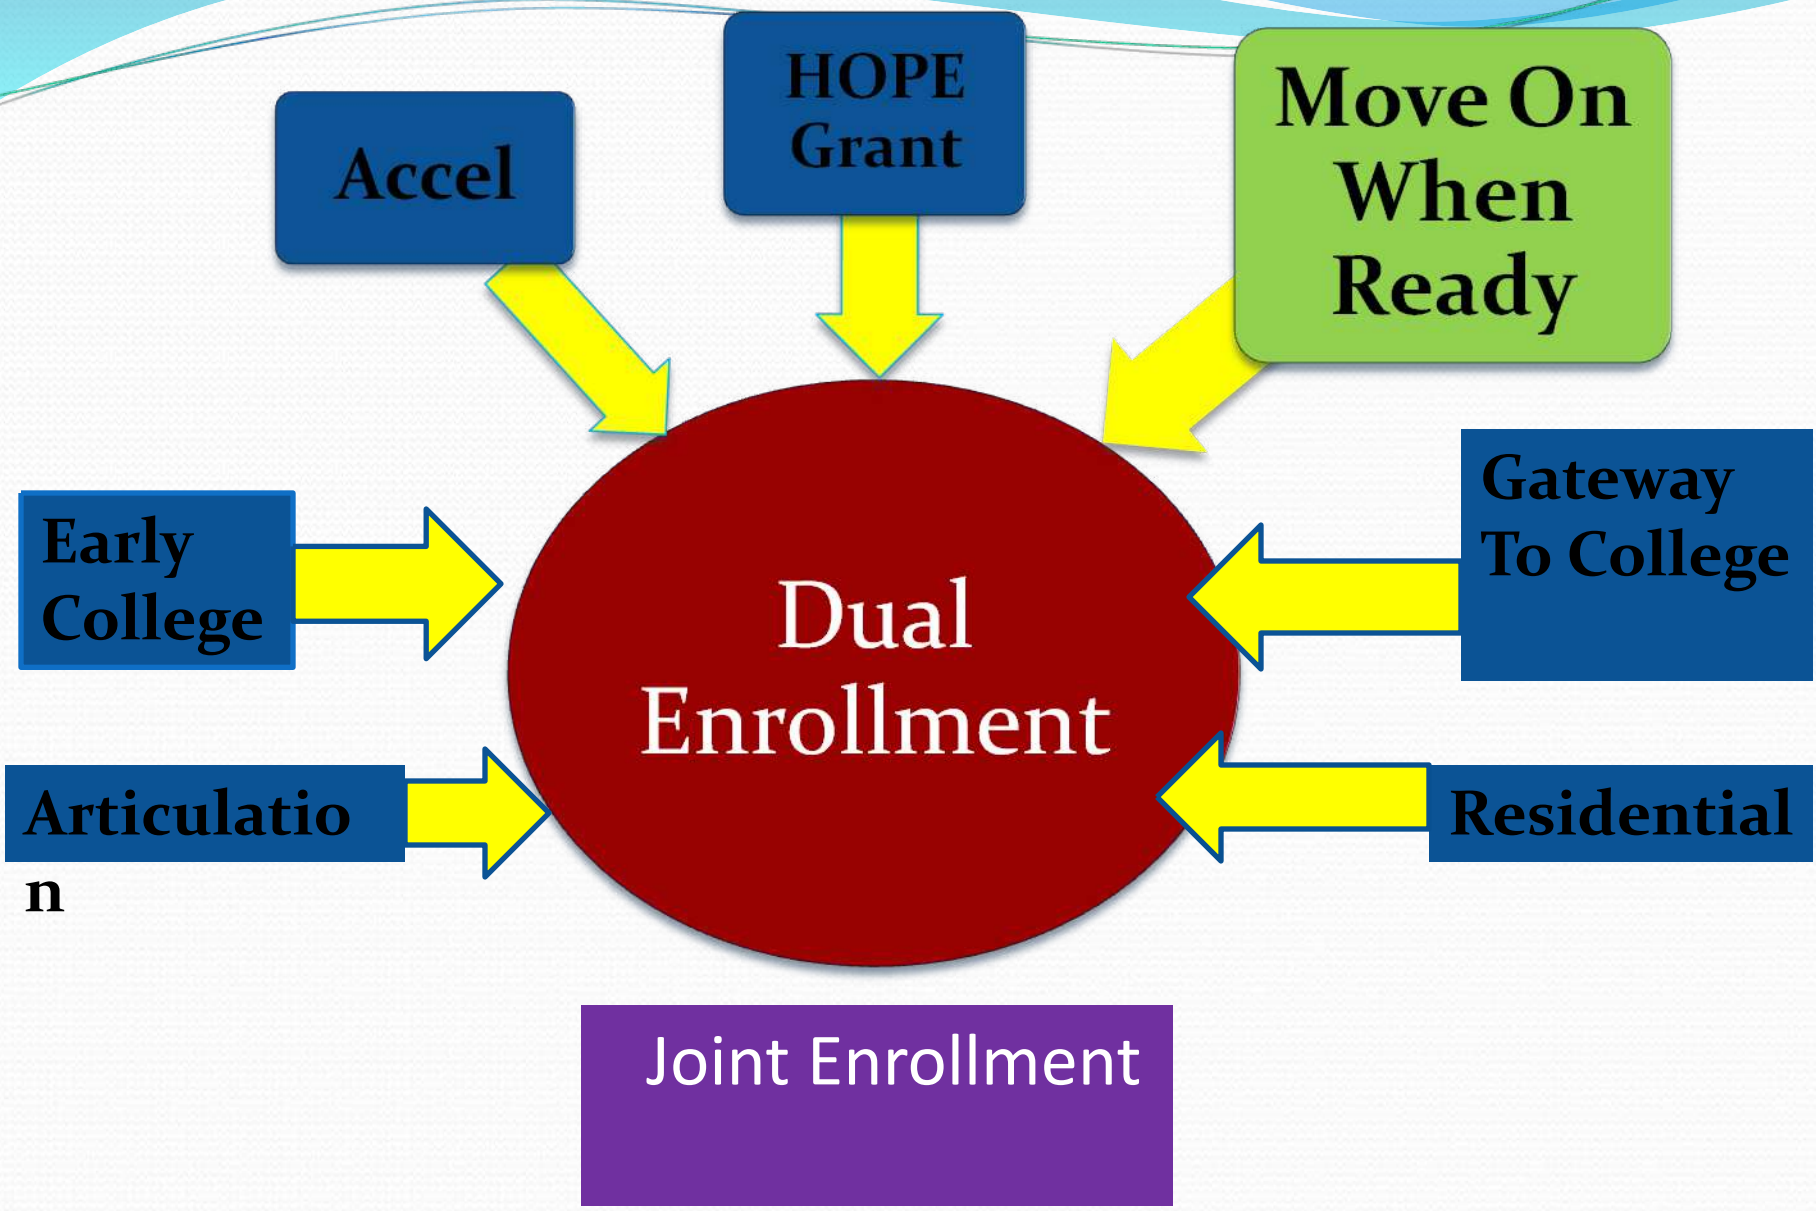 HOPE
Grant
Move On
When
Ready
Accel
Gateway
To College
Early
College
Dual
Enrollment
Articulatio
n
Residential
Joint Enrollment